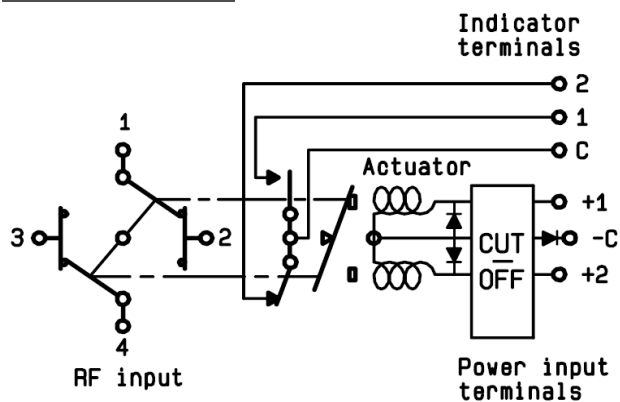 Indicator
terminals
2
1
C
1
Actuator
+1
3
2
CUT
OFF
-C
+2
4
RF input
Power input
terminals